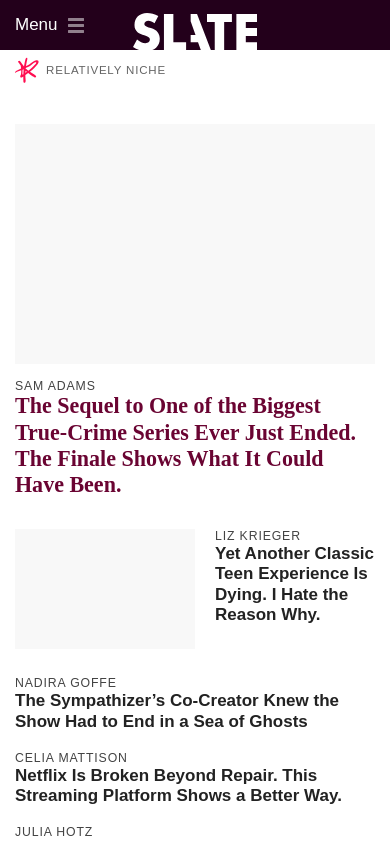 Menu
SLATE
RELATIVELY NICHE
SAM ADAMS
The Sequel to One of the Biggest
True-Crime Series Ever Just Ended.
The Finale Shows What It Could
Have Been.
LIZ KRIEGER
Yet Another Classic
Teen Experience Is
Dying. I Hate the
Reason Why.
NADIRA GOFFE
The Sympathizer’s Co-Creator Knew the
Show Had to End in a Sea of Ghosts
CELIA MATTISON
Netflix Is Broken Beyond Repair. This
Streaming Platform Shows a Better Way.
JULIA HOTZ